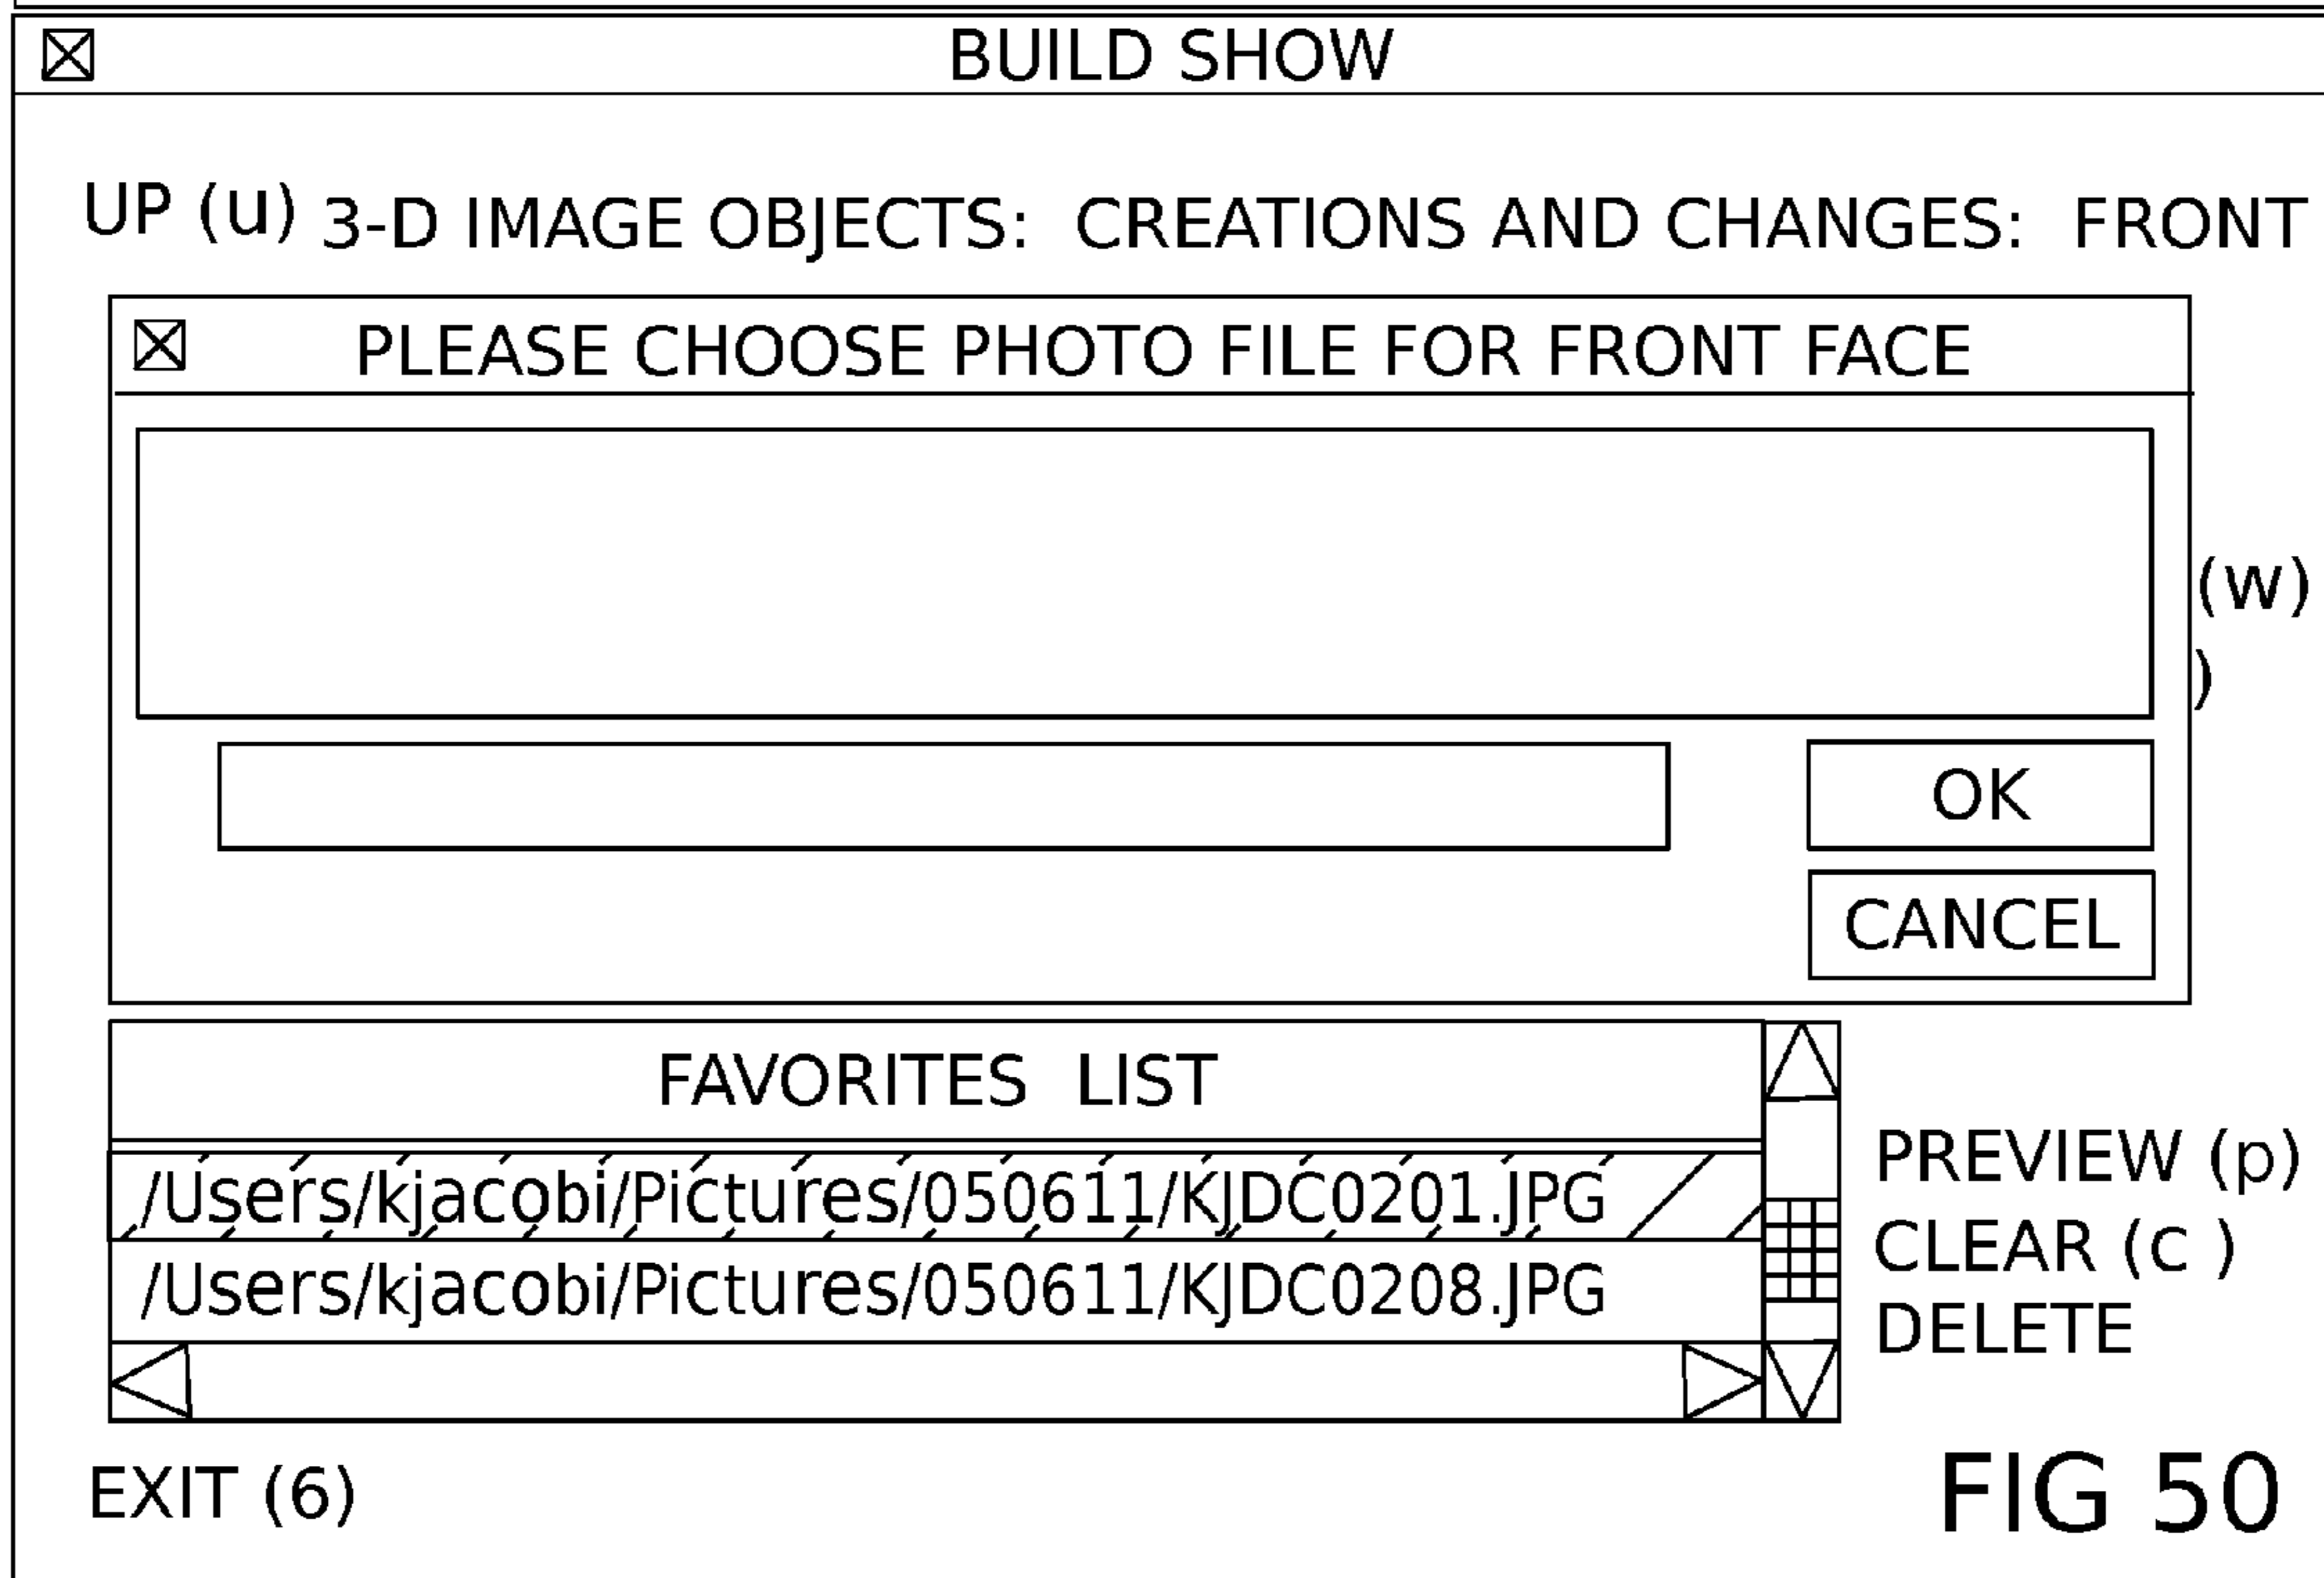 BUILD SHOW
UP (u) 3-D IMAGE OBJECTS: CREATIONS AND CHANGES: FRONT
PLEASE CHOOSE PHOTO FILE FOR FRONT FACE
(w)
)
OK
CANCEL
FAVORITES LIST
/Users/kjacobi/Pictures/050611/KJDC0201.JPG
/Users/kjacobi/Pictures/050611/KJDC0208.JPG
PREVIEW (p)
CLEAR (c )
DELETE
EXIT (6)
FIG 50